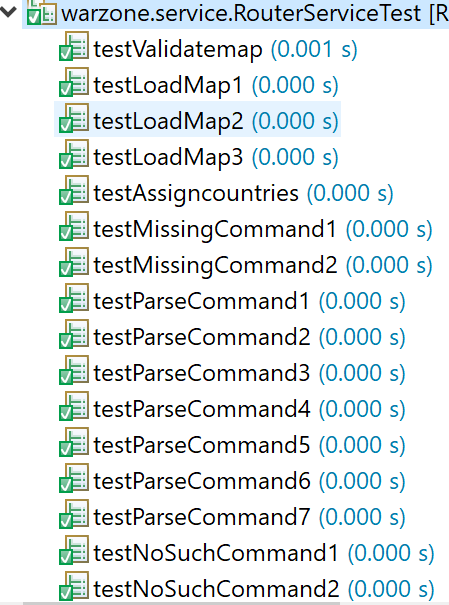 warzone.service.RouterServiceTest [R
testValidatemap (0.001 s)
testLoadMap1 (0.000 s)
testLoadMap2 (0.000 s)
testLoadMap3 (0.000 s)
testAssigncountries (0.000 s)
testMissingCommand1 (0.000 s)
testMissingCommand2 (0.000 s)
testParseCommand1 (0.000 s)
testParseCommand2 (0.000 s)
testParseCommand3 (0.000 s)
testParseCommand4 (0.000 s)
testParseCommand5 (0.000 s)
testParseCommand6 (0.000 s)
testParseCommand7 (0.000 s)
testNoSuchCommand1 (0.000 s)
testNoSuchCommand2 (0.000 s)